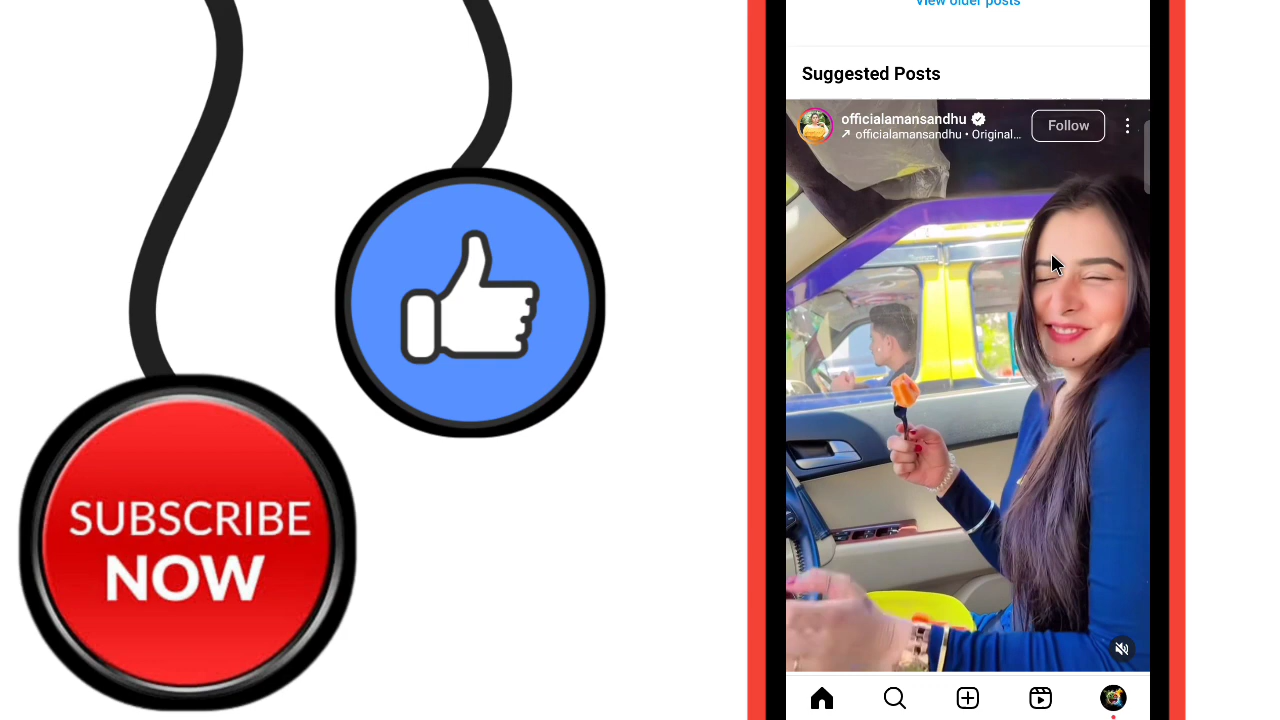 View older posts
Suggested Posts
officialamansandhu
officialamansandhu • Original...
Follow
SUBSCRIBE
NOW